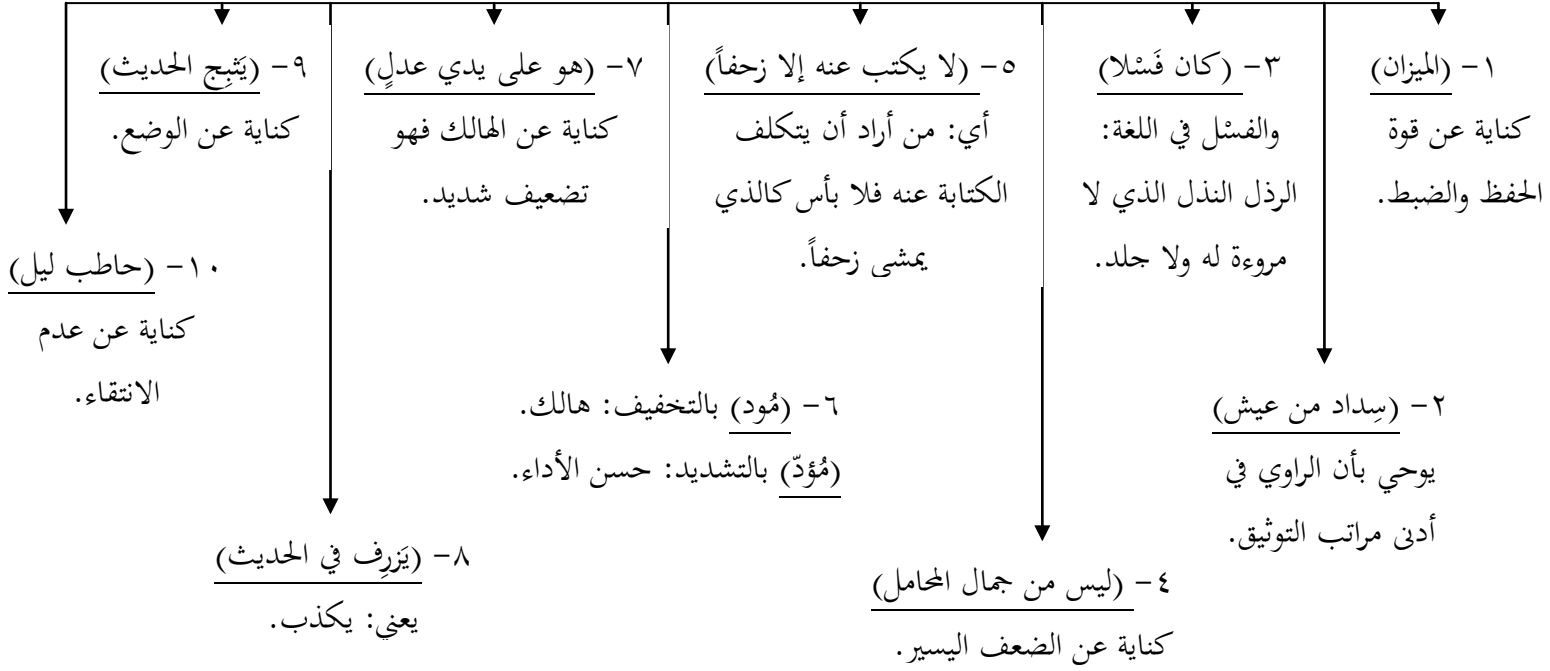 ١- (الميزان)
كناية عن قوة
الحفظ والضبط.
٢- (سِداد من عيش)
يوحي بأن الراوي في
أدنى مراتب التوثيق.
٣- (كان فَسْلا)
والفسْل في اللغة:
الرذل النذل الذي لا
مروءة له ولا جلد.
٤- (ليس من جمال المحامل)
كناية عن الضعف اليسير.
٥- (لا يكتب عنه إلا زحفاً)
أي: من أراد أن يتكلف
الكتابة عنه فلا بأس كالذي
يمشى زحفاً.
٦- (مُود) بالتخفيف: هالك.
(مُؤدّ) بالتشديد: حسن الأداء.
٧- (هو على يدي عدلٍ)
كناية عن الهالك فهو
تضعيف شديد.
٨- (يَزرِف في الحديث)
يعني: يكذب.
٩- (يَثبِج الحديث)
كناية عن الوضع.
١٠- (حاطب ليل)
كناية عن عدم
الانتقاء.